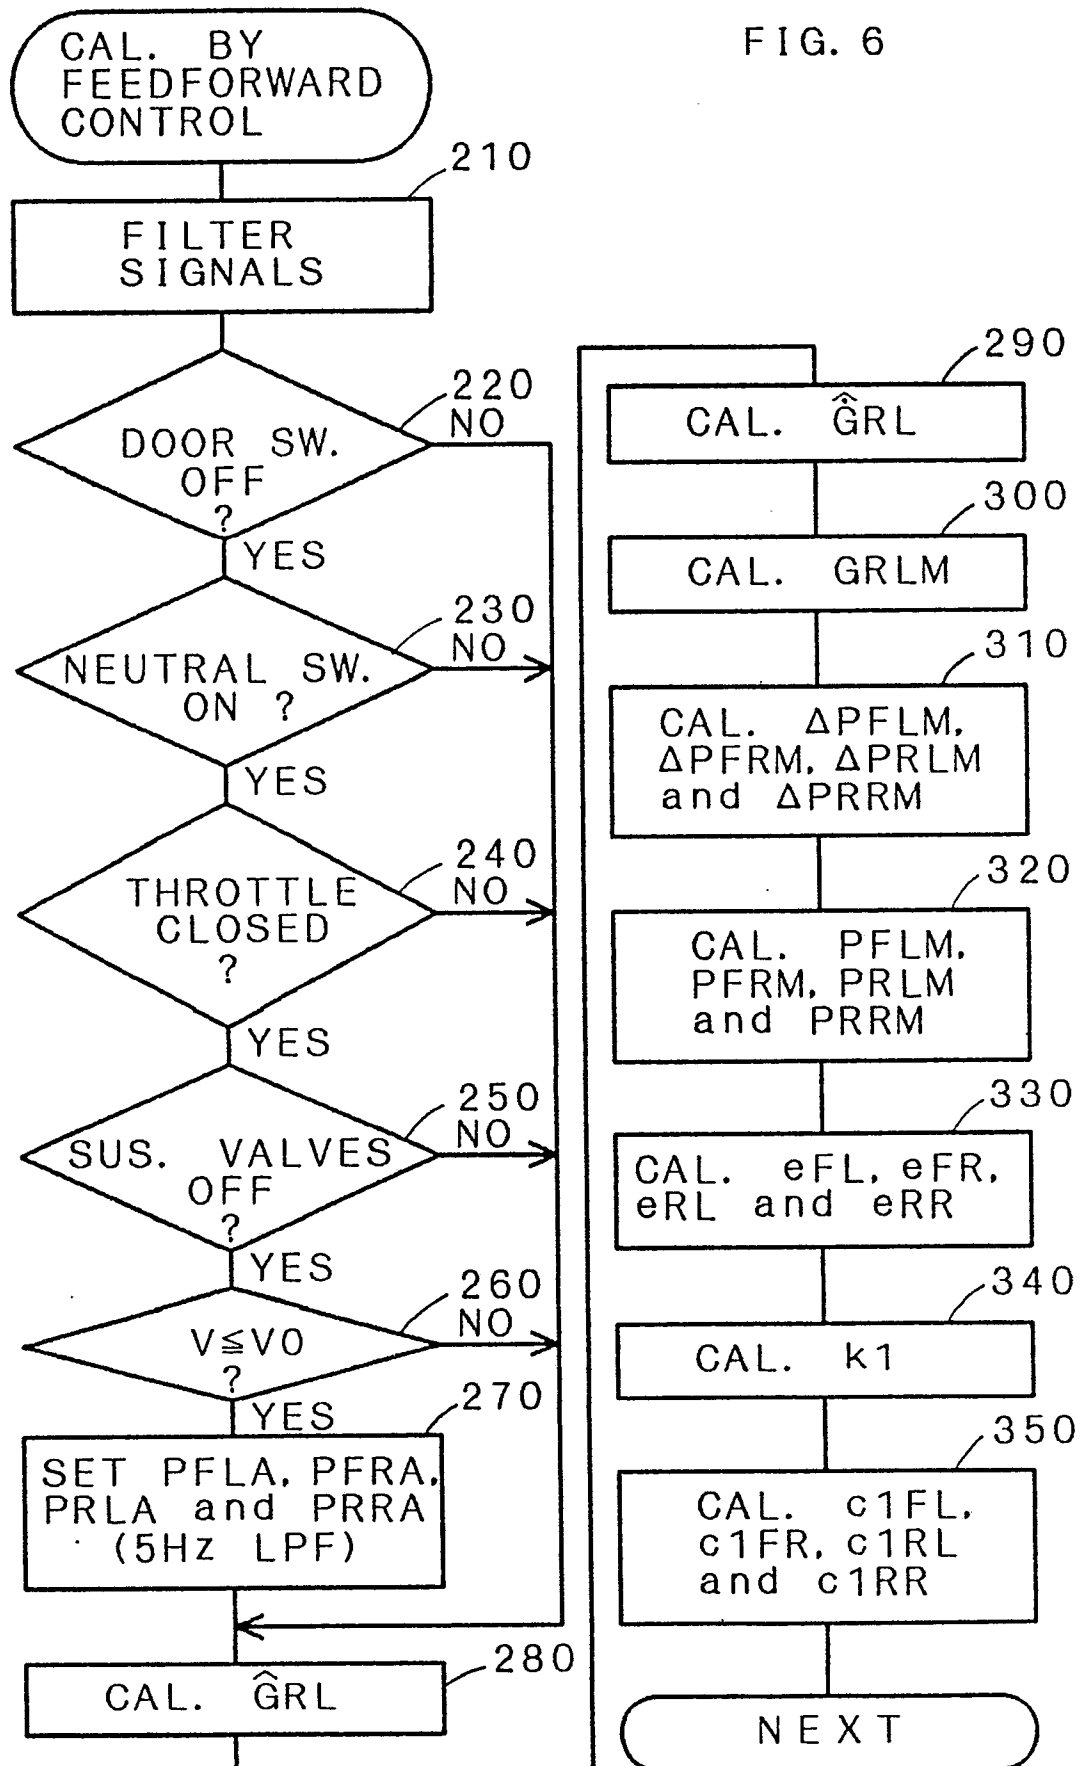 FIG. 6
CAL. BY
FEEDFORWARD
CONTROL
210
FILTER
SIGNALS
220
NO
DOOR SW.
OFF
?
YES
230
NO
NEUTRAL SW.
ON ?
YES
240
NO
THROTTLE
CLOSED
?
YES
250
NO
SUS. VALVES
OFF
?
YES
260
NO
V≦V0
?
YES
270
SET PFLA, PFRA,
PRLA and PRRA
(5Hz LPF)
280
CAL. ĜRL
290
CAL. Ġ̂RL
300
CAL. GRLM
310
CAL. ΔPFLM,
ΔPFRM, ΔPRLM
and ΔPRRM
320
CAL. PFLM,
PFRM, PRLM
and PRRM
330
CAL. eFL, eFR,
eRL and eRR
340
CAL. k1
350
CAL. c1FL,
c1FR, c1RL
and c1RR
NEXT